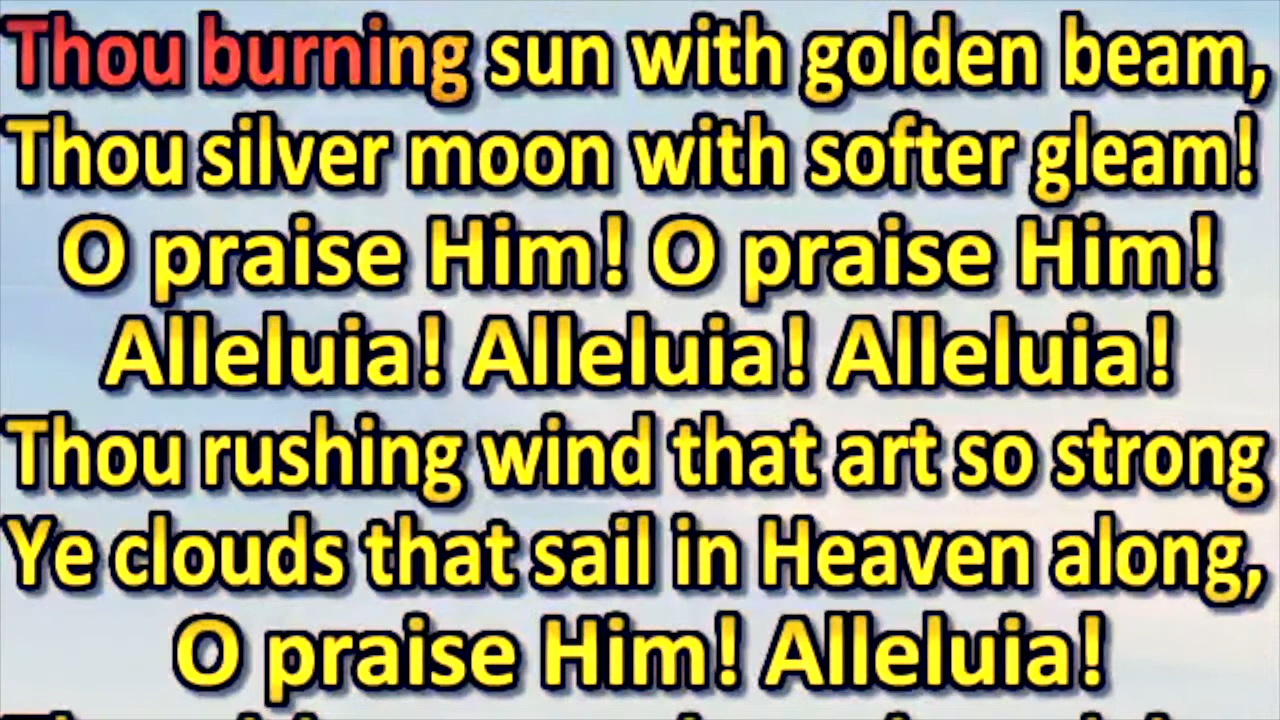 Thou burning sun with golden beam,
Thou silver moon with softer gleam!
O praise Him! O praise Him!
Alleluia! Alleluia! Alleluia!
Thou rushing wind that art so strong
Ye clouds that sail in Heaven along,
O praise Him! Alleluia!